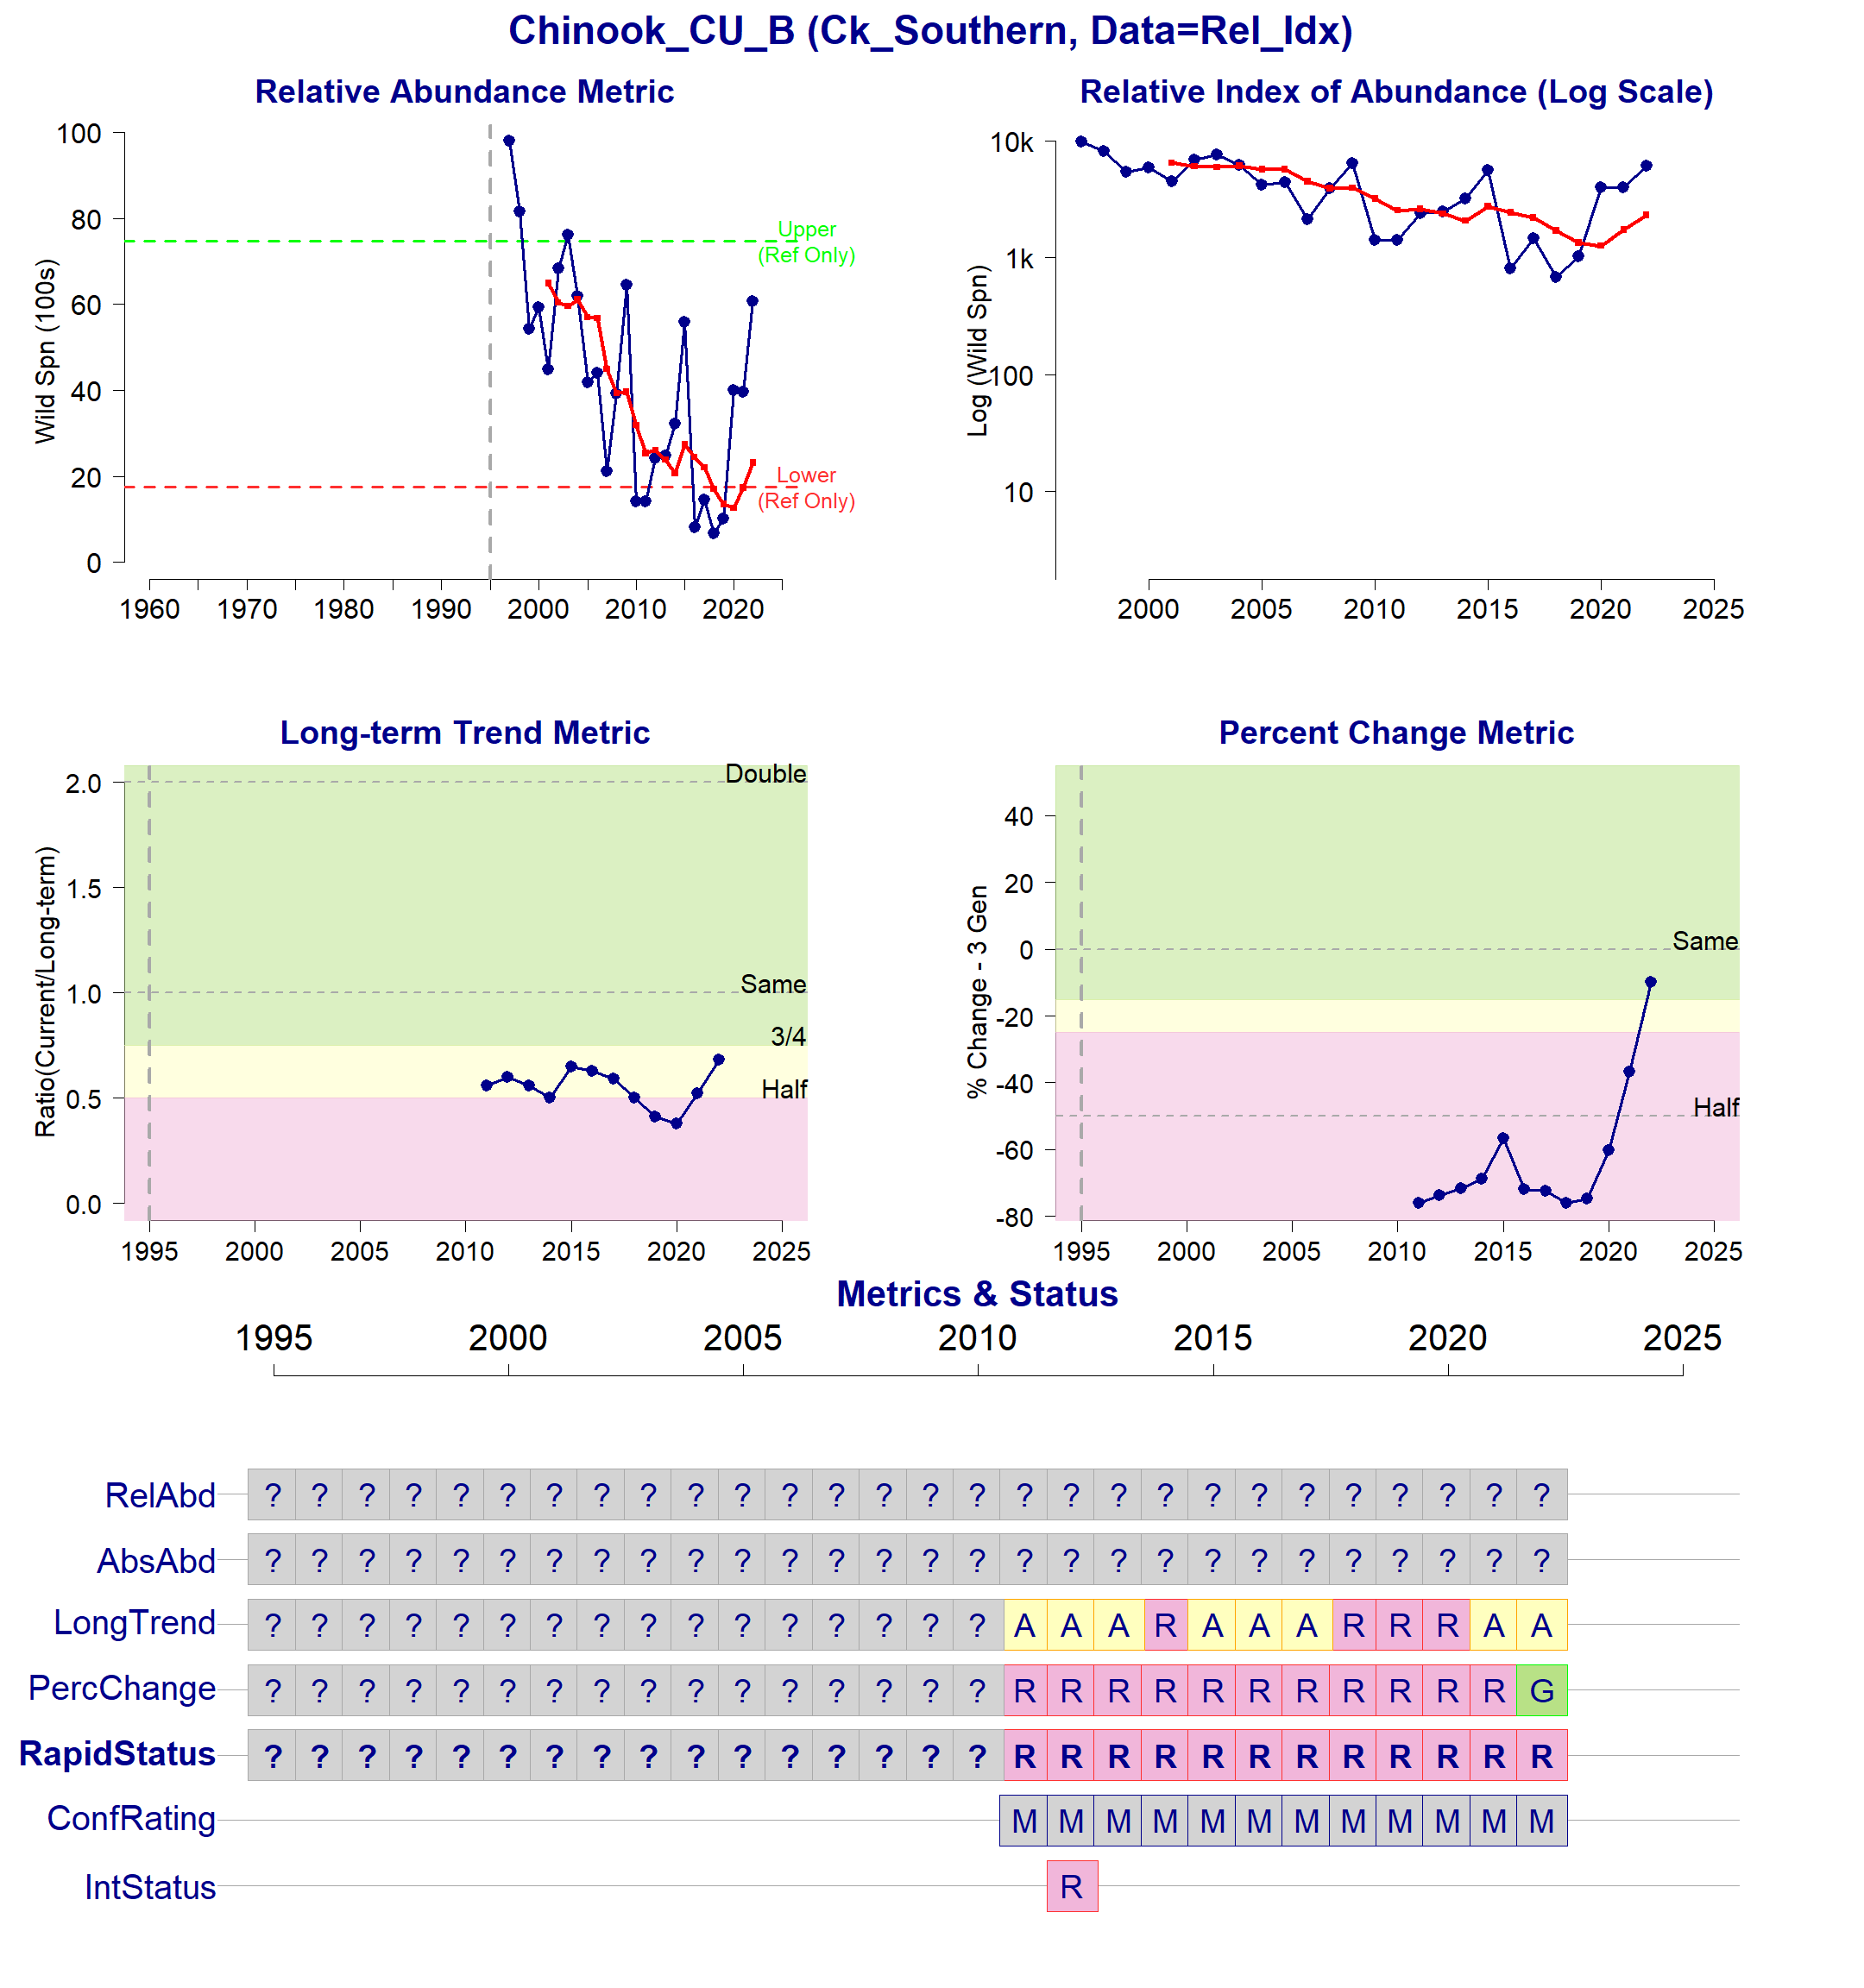 Chinook_CU_B (Ck_Southern, Data=Rel_Idx)
Relative Abundance Metric
Wild Spn (100s)
100
80
60
40
20
0
Upper
(Ref Only)
Lower
(Ref Only)
1960 1970 1980 1990 2000 2010 2020
Relative Index of Abundance (Log Scale)
Log (Wild Spn)
10k
1k
100
10
2000 2005 2010 2015 2020 2025
Long-term Trend Metric
Ratio(Current/Long-term)
2.0
1.5
1.0
0.5
0.0
Double
Same
3/4
Half
1995 2000 2005 2010 2015 2020 2025
Percent Change Metric
% Change - 3 Gen
40
20
0
-20
-40
-60
-80
Same
Half
1995 2000 2005 2010 2015 2020 2025
Metrics & Status
1995 2000 2005 2010 2015 2020 2025
RelAbd ? ? ? ? ? ? ? ? ? ? ? ? ? ? ? ? ? ? ? ? ? ? ? ? ? ? ? ?
AbsAbd ? ? ? ? ? ? ? ? ? ? ? ? ? ? ? ? ? ? ? ? ? ? ? ? ? ? ? ?
LongTrend ? ? ? ? ? ? ? ? ? ? ? ? ? ? ? ? A A A R A A A R R R A A
PercChange ? ? ? ? ? ? ? ? ? ? ? ? ? ? ? ? R R R R R R R R R R R G
RapidStatus ? ? ? ? ? ? ? ? ? ? ? ? ? ? ? ? R R R R R R R R R R R R
ConfRating M M M M M M M M M M M M
IntStatus R